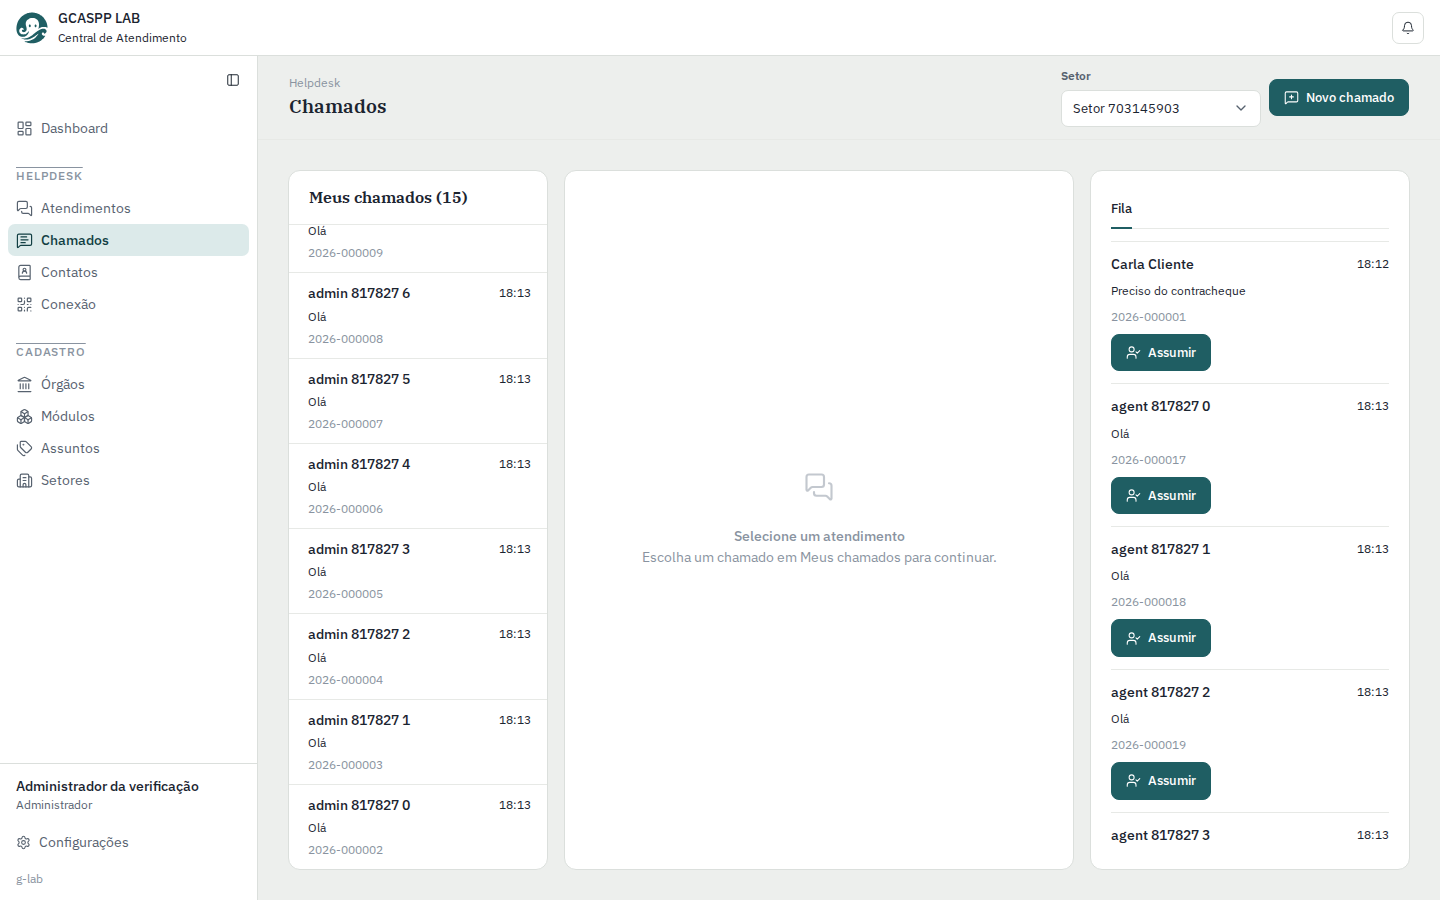 GCASPP LAB
Central de Atendimento
Dashboard
HELPDESK
Atendimentos
Chamados
Contatos
Conexão
CADASTRO
Órgãos
Módulos
Assuntos
Setores
Administrador da verificação
Administrador
Configurações
g-lab
Helpdesk
Chamados
Setor
Setor 703145903
Novo chamado
Meus chamados (15)
Olá
2026-000009
admin 817827 6 18:13
Olá
2026-000008
admin 817827 5 18:13
Olá
2026-000007
admin 817827 4 18:13
Olá
2026-000006
admin 817827 3 18:13
Olá
2026-000005
admin 817827 2 18:13
Olá
2026-000004
admin 817827 1 18:13
Olá
2026-000003
admin 817827 0 18:13
Olá
2026-000002
Selecione um atendimento
Escolha um chamado em Meus chamados para continuar.
Fila
Carla Cliente 18:12
Preciso do contracheque
2026-000001
Assumir
agent 817827 0 18:13
Olá
2026-000017
Assumir
agent 817827 1 18:13
Olá
2026-000018
Assumir
agent 817827 2 18:13
Olá
2026-000019
Assumir
agent 817827 3 18:13